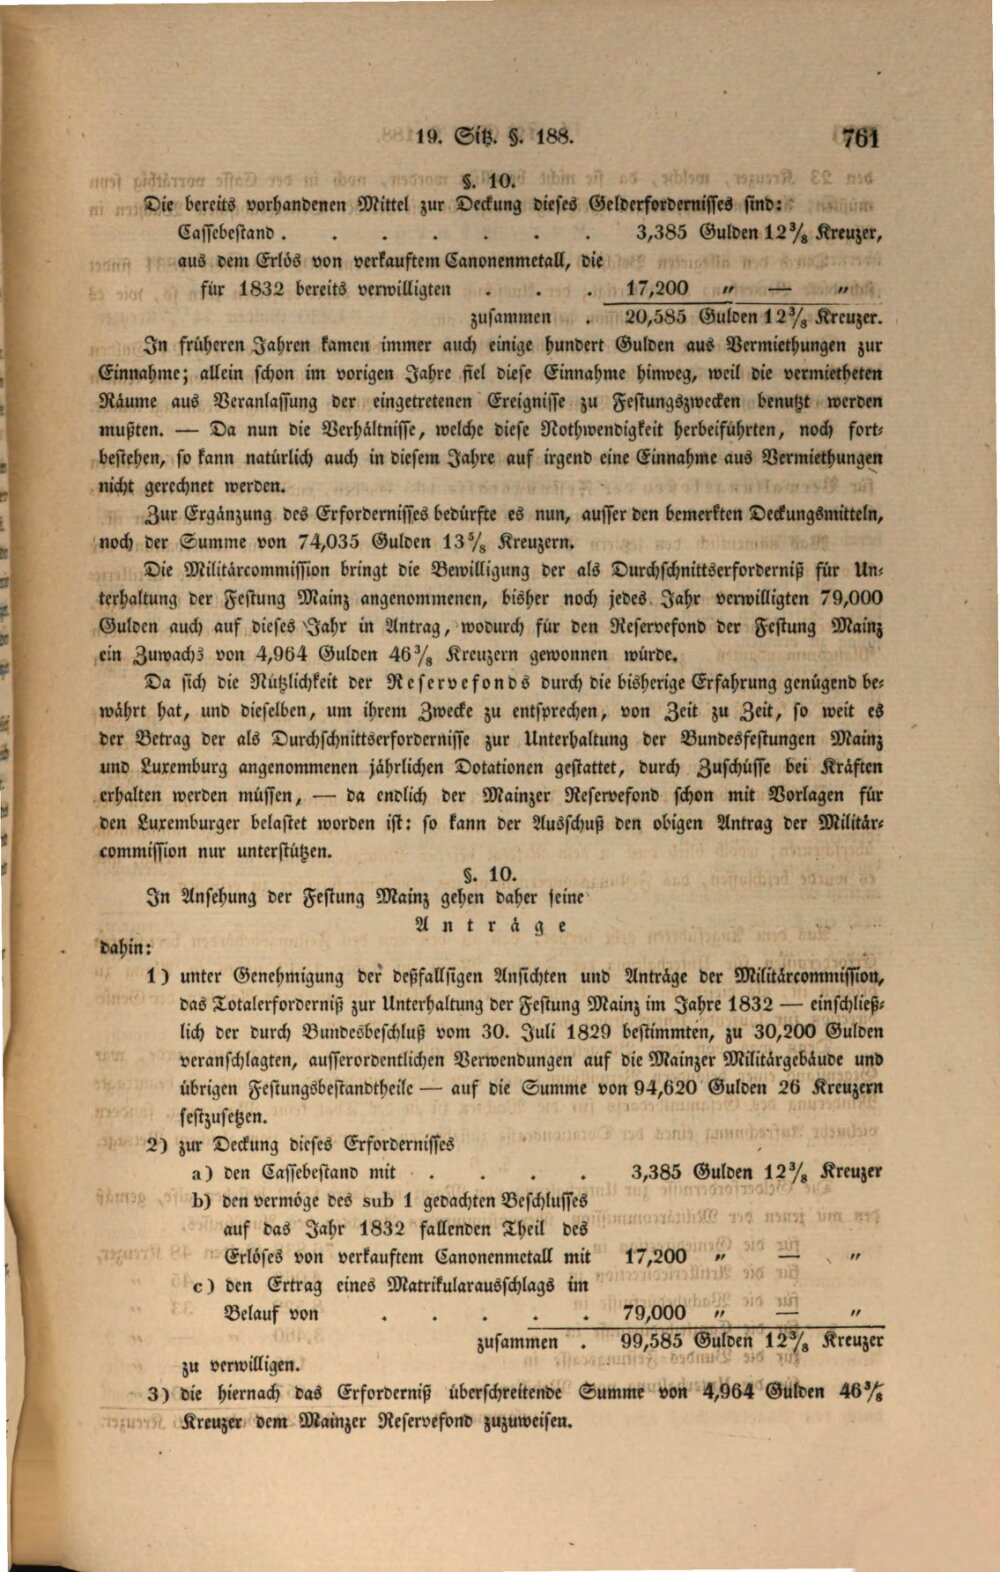 19. Sitz. §. 188.
761
§. 10.
Die bereits vorhandenen Mittel zur Deckung dieses Gelderfordernisses sind:
Cassebestand . . . . . . . 3,385 Gulden 12 3/8 Kreuzer,
aus dem Erlös von verkauftem Canonenmetall, die
für 1832 bereits verwilligten . . . 17,200 „ — „
zusammen . 20,585 Gulden 12 3/8 Kreuzer.
In früheren Jahren kamen immer auch einige hundert Gulden aus Vermiethungen zur
Einnahme; allein schon im vorigen Jahre fiel diese Einnahme hinweg, weil die vermietheten
Räume aus Veranlassung der eingetretenen Ereignisse zu Festungszwecken benutzt werden
mußten. — Da nun die Verhältnisse, welche diese Nothwendigkeit herbeiführten, noch fort-
bestehen, so kann natürlich auch in diesem Jahre auf irgend eine Einnahme aus Vermiethungen
nicht gerechnet werden.
Zur Ergänzung des Erfordernisses bedürfte es nun, ausser den bemerkten Deckungsmitteln,
noch der Summe von 74,035 Gulden 13 5/8 Kreuzern.
Die Militärcommission bringt die Bewilligung der als Durchschnittserforderniß für Un-
terhaltung der Festung Mainz angenommenen, bisher noch jedes Jahr verwilligten 79,000
Gulden auch auf dieses Jahr in Antrag, wodurch für den Reservefond der Festung Mainz
ein Zuwachs von 4,964 Gulden 46 3/8 Kreuzern gewonnen würde.
Da sich die Nützlichkeit der Reservefonds durch die bisherige Erfahrung genügend be-
währt hat, und dieselben, um ihrem Zwecke zu entsprechen, von Zeit zu Zeit, so weit es
der Betrag der als Durchschnittserfordernisse zur Unterhaltung der Bundesfestungen Mainz
und Luxemburg angenommenen jährlichen Dotationen gestattet, durch Zuschüsse bei Kräften
erhalten werden müssen, — da endlich der Mainzer Reservefond schon mit Vorlagen für
den Luxemburger belastet worden ist: so kann der Ausschuß den obigen Antrag der Militär-
commission nur unterstützen.
§. 10.
In Ansehung der Festung Mainz gehen daher seine
Anträge
dahin:
1) unter Genehmigung der deßfallsigen Ansichten und Anträge der Militärcommission,
das Totalerforderniß zur Unterhaltung der Festung Mainz im Jahre 1832 — einschließ-
lich der durch Bundesbeschluß vom 30. Juli 1829 bestimmten, zu 30,200 Gulden
veranschlagten, ausserordentlichen Verwendungen auf die Mainzer Militärgebäude und
übrigen Festungsbestandtheile — auf die Summe von 94,620 Gulden 26 Kreuzern
festzusetzen.
2) zur Deckung dieses Erfordernisses
a) den Cassebestand mit . . . . 3,385 Gulden 12 3/8 Kreuzer
b) den vermöge des sub 1 gedachten Beschlusses
auf das Jahr 1832 fallenden Theil des
Erlöses von verkauftem Canonenmetall mit 17,200 „ — „
c) den Ertrag eines Matrikularausschlags im
Belauf von . . . . . 79,000 „ — „
zusammen . 99,585 Gulden 12 3/8 Kreuzer
zu verwilligen.
3) die hiernach das Erforderniß überschreitende Summe von 4,964 Gulden 46 3/8
Kreuzer dem Mainzer Reservefond zuzuweisen.